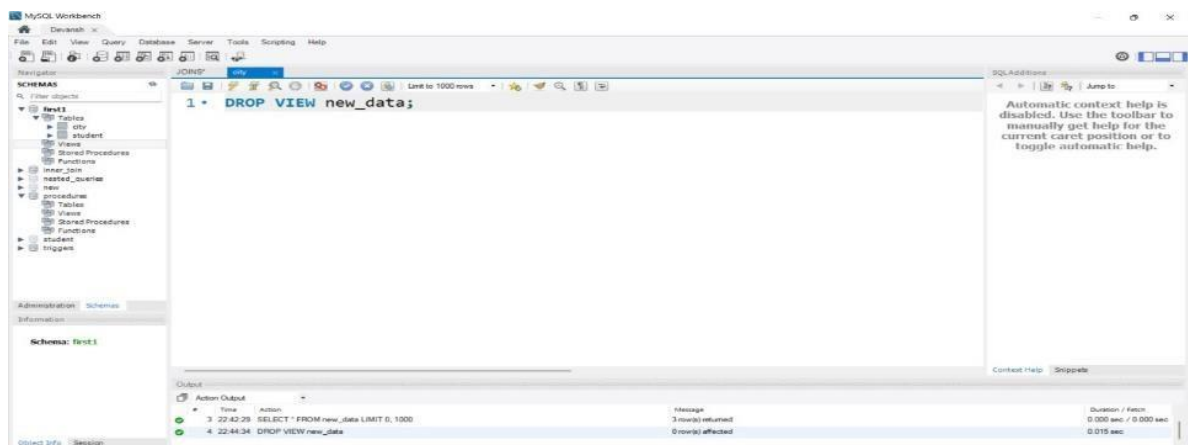 MySQL Workbench
Devansh ×
File Edit View Query Database Server Tools Scripting Help
Navigator
SCHEMAS
Filter objects
first1
Tables
city
student
Views
Stored Procedures
Functions
inner_join
nested_queries
new
procedures
Tables
Views
Stored Procedures
Functions
student
triggers
Administration Schemas
Information
Schema: first1
Object Info Session
JOINS* city ×
Limit to 1000 rows
1 • DROP VIEW new_data;
SQLAdditions
Jump to
Automatic context help is
disabled. Use the toolbar to
manually get help for the
current caret position or to
toggle automatic help.
Context Help Snippets
Output
Action Output
# Time Action Message Duration / Fetch
3 22:42:29 SELECT * FROM new_data LIMIT 0, 1000 3 row(s) returned 0.000 sec / 0.000 sec
4 22:44:34 DROP VIEW new_data 0 row(s) affected 0.015 sec